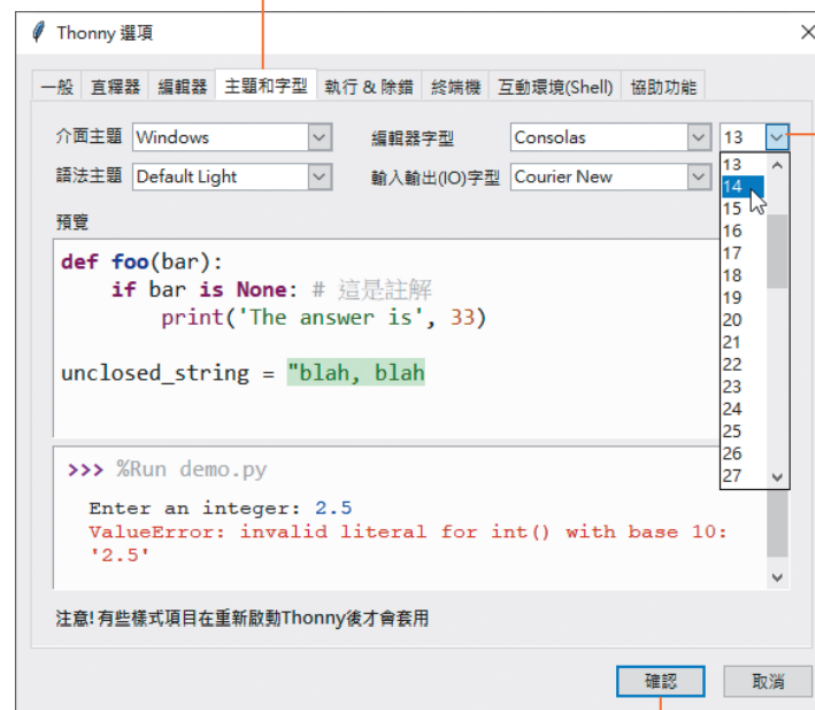 Thonny 選項
一般 直釋器 編輯器 主題和字型 執行 & 除錯 終端機 互動環境(Shell) 協助功能
介面主題 Windows 編輯器字型 Consolas 13
語法主題 Default Light 輸入輸出(IO)字型 Courier New
13
14
15
16
17
18
19
20
21
22
23
24
25
26
27
預覽
def foo(bar):
    if bar is None: # 這是註解
        print('The answer is', 33)
unclosed_string = "blah, blah
>>> %Run demo.py
Enter an integer: 2.5
ValueError: invalid literal for int() with base 10:
'2.5'
注意! 有些樣式項目在重新啟動Thonny後才會套用
確認 取消